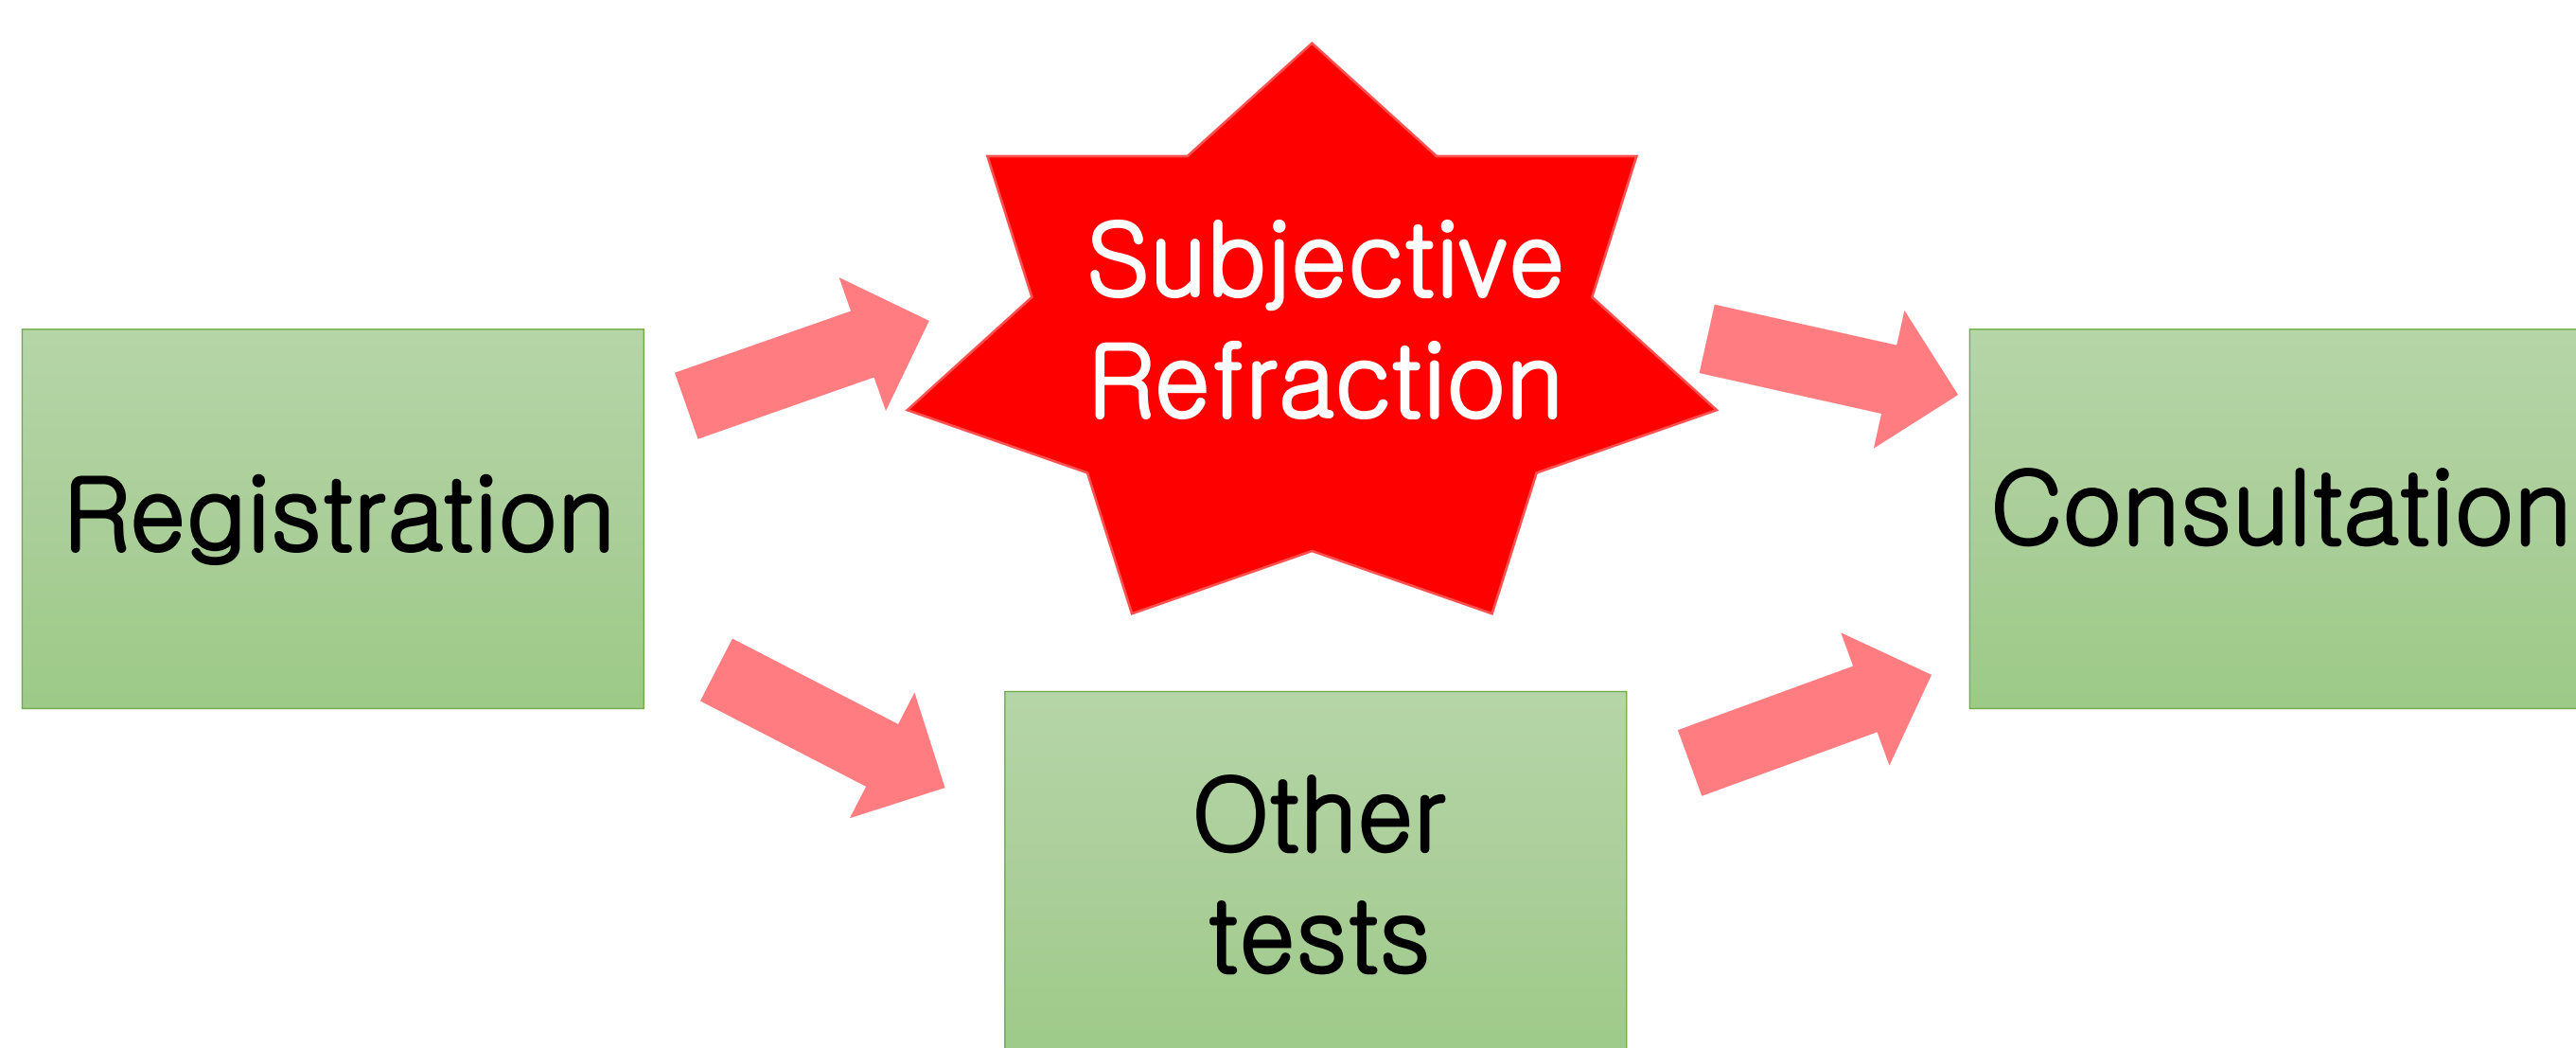 Subjective
Refraction
Registration
Consultation
Other
tests